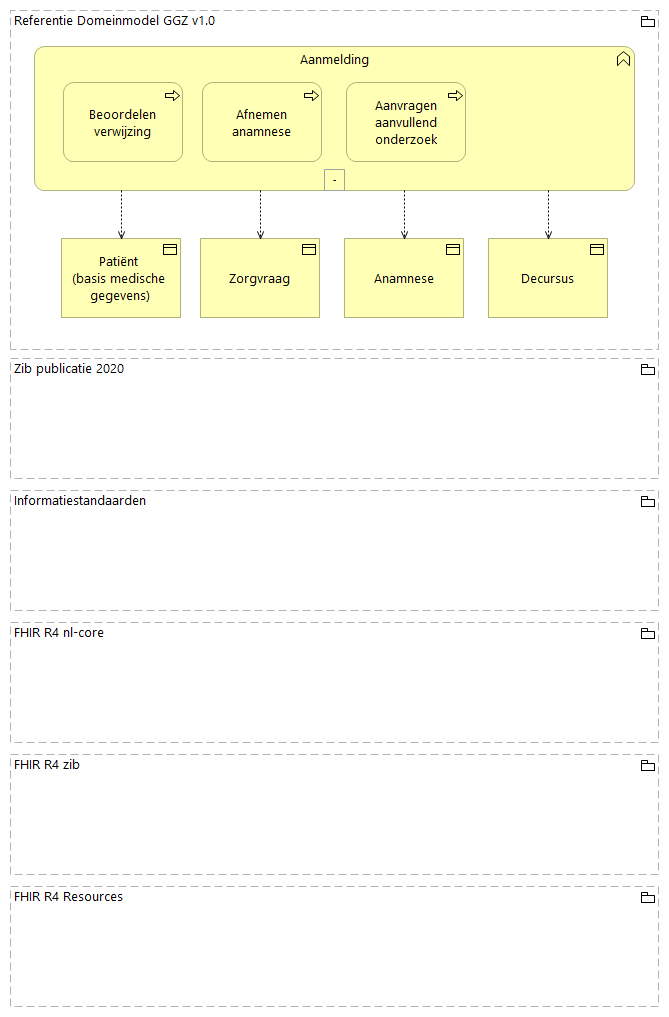 Referentie Domeinmodel GGZ v1.0
Aanmelding
Beoordelen
verwijzing
Afnemen
anamnese
Aanvragen
aanvullend
onderzoek
-
Patiënt
(basis medische
gegevens)
Zorgvraag
Anamnese
Decursus
Zib publicatie 2020
Informatiestandaarden
FHIR R4 nl-core
FHIR R4 zib
FHIR R4 Resources